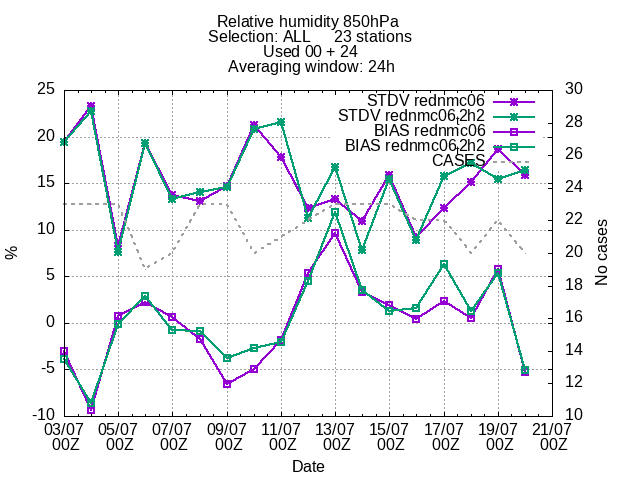 Relative humidity 850hPa
Selection: ALL 23 stations
Used 00 + 24
Averaging window: 24h
25 30
STDV rednmc06
STDV rednmc06t2h2
BIAS rednmc06
BIAS rednmc06t2h2
CASES
20
15
10
5
0
-5
-10
28
26
24
22
20
18
16
14
12
10
%
No cases
03/07 05/07 07/07 09/07 11/07 13/07 15/07 17/07 19/07 21/07
00Z 00Z 00Z 00Z 00Z 00Z 00Z 00Z 00Z 00Z
Date